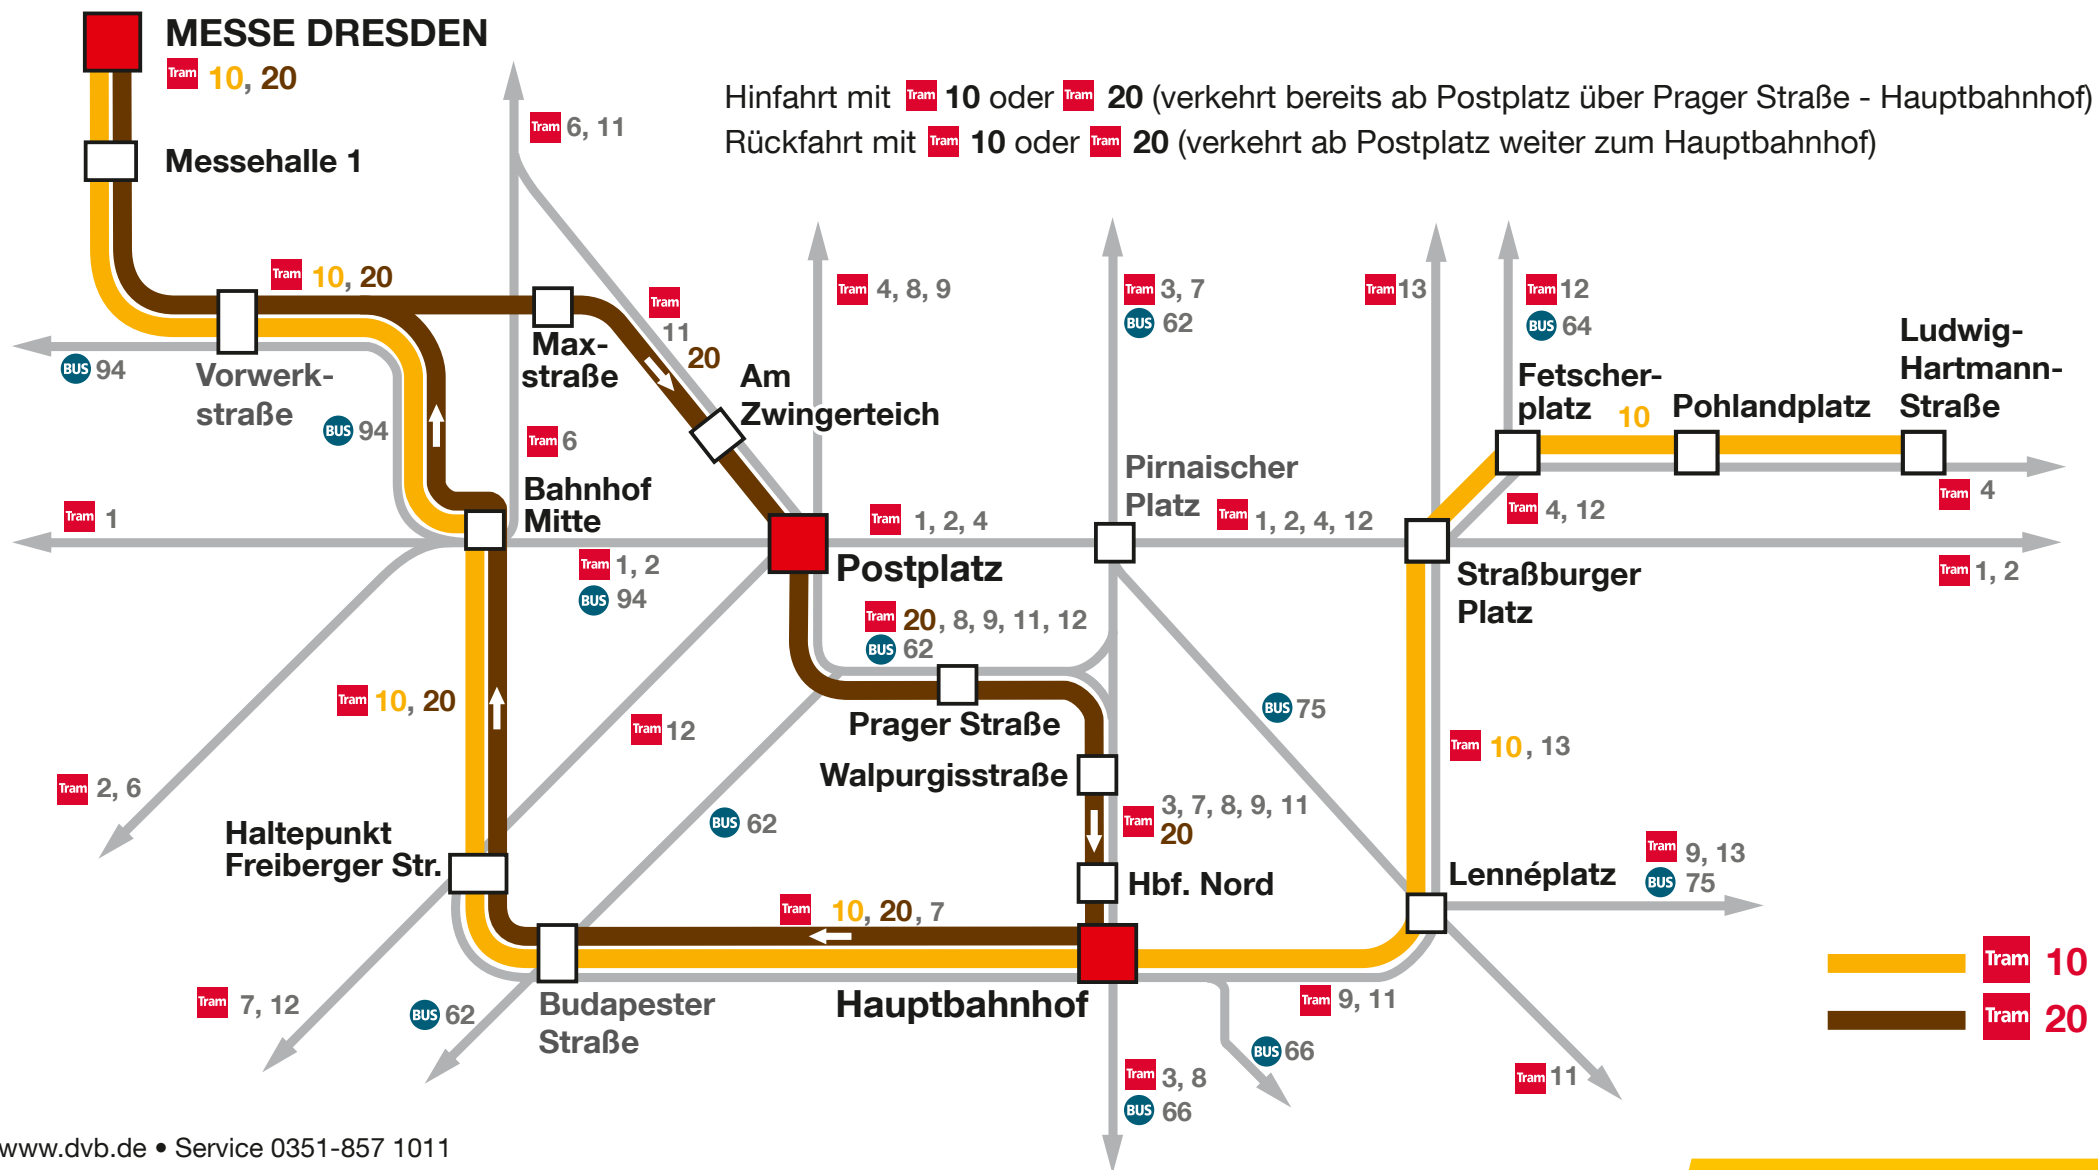 MESSE DRESDEN
Tram 10, 20
Hinfahrt mit Tram 10 oder Tram 20 (verkehrt bereits ab Postplatz über Prager Straße - Hauptbahnhof)
Rückfahrt mit Tram 10 oder Tram 20 (verkehrt ab Postplatz weiter zum Hauptbahnhof)
Tram 6, 11
Messehalle 1
Tram 10, 20
Tram 4, 8, 9
Tram 3, 7
BUS 62
Tram 13
Tram 12
BUS 64
Tram
11
20
BUS 94
Vorwerk-
straße
Max-
straße
Am
Zwingerteich
Fetscher-
platz
10
Pohlandplatz
Ludwig-
Hartmann-
Straße
BUS 94
Tram 6
Bahnhof
Mitte
Pirnaischer
Platz
Tram 1
Tram 1, 2, 4
Tram 1, 2, 4, 12
Tram 4, 12
Tram 4
Tram 1, 2
BUS 94
Postplatz
Straßburger
Platz
Tram 1, 2
Tram 20, 8, 9, 11, 12
BUS 62
Tram 10, 20
Tram 12
Prager Straße
BUS 75
Tram 10, 13
Walpurgisstraße
Tram 2, 6
BUS 62
Tram 3, 7, 8, 9, 11
20
Haltepunkt
Freiberger Str.
Hbf. Nord
Lennéplatz
Tram 9, 13
BUS 75
Tram 10, 20, 7
Tram 10
Tram 7, 12
BUS 62
Budapester
Straße
Hauptbahnhof
Tram 9, 11
Tram 20
BUS 66
Tram 3, 8
BUS 66
Tram 11
www.dvb.de • Service 0351-857 1011